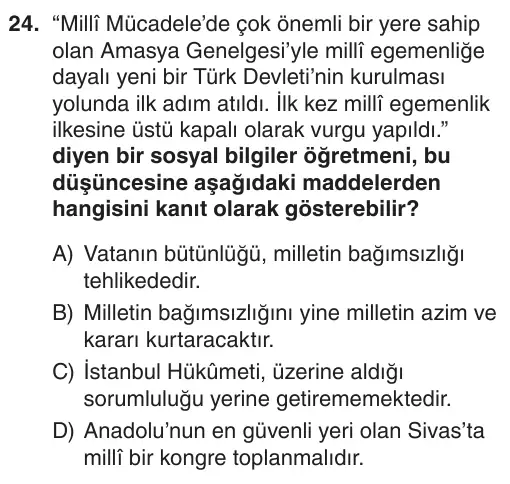 24. “Millî Mücadele’de çok önemli bir yere sahip
olan Amasya Genelgesi’yle millî egemenliğe
dayalı yeni bir Türk Devleti’nin kurulması
yolunda ilk adım atıldı. İlk kez millî egemenlik
ilkesine üstü kapalı olarak vurgu yapıldı.”
diyen bir sosyal bilgiler öğretmeni, bu
düşüncesine aşağıdaki maddelerden
hangisini kanıt olarak gösterebilir?
A) Vatanın bütünlüğü, milletin bağımsızlığı
tehlikededir.
B) Milletin bağımsızlığını yine milletin azim ve
kararı kurtaracaktır.
C) İstanbul Hükûmeti, üzerine aldığı
sorumluluğu yerine getirememektedir.
D) Anadolu’nun en güvenli yeri olan Sivas’ta
millî bir kongre toplanmalıdır.